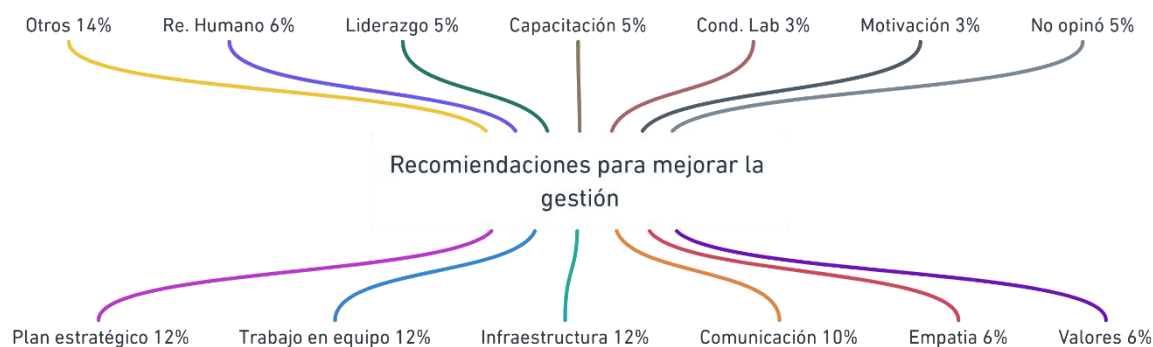 Otros 14%
Re. Humano 6%
Liderazgo 5%
Capacitación 5%
Cond. Lab 3%
Motivación 3%
No opinó 5%
Recomiendaciones para mejorar la
gestión
Plan estratégico 12%
Trabajo en equipo 12%
Infraestructura 12%
Comunicación 10%
Empatia 6%
Valores 6%